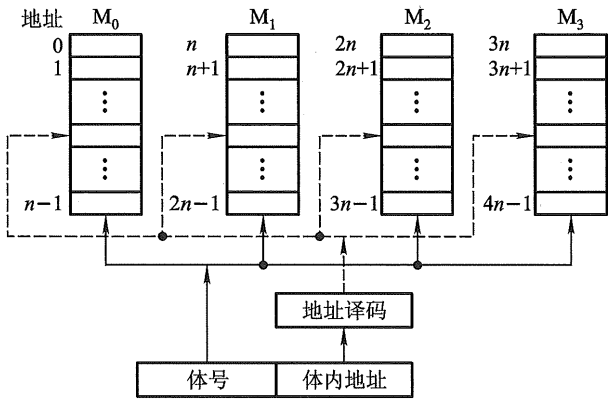 地址 M₀ M₁ M₂ M₃
0 n 2n 3n
1 n+1 2n+1 3n+1
n−1 2n−1 3n−1 4n−1
地址译码
体号 体内地址